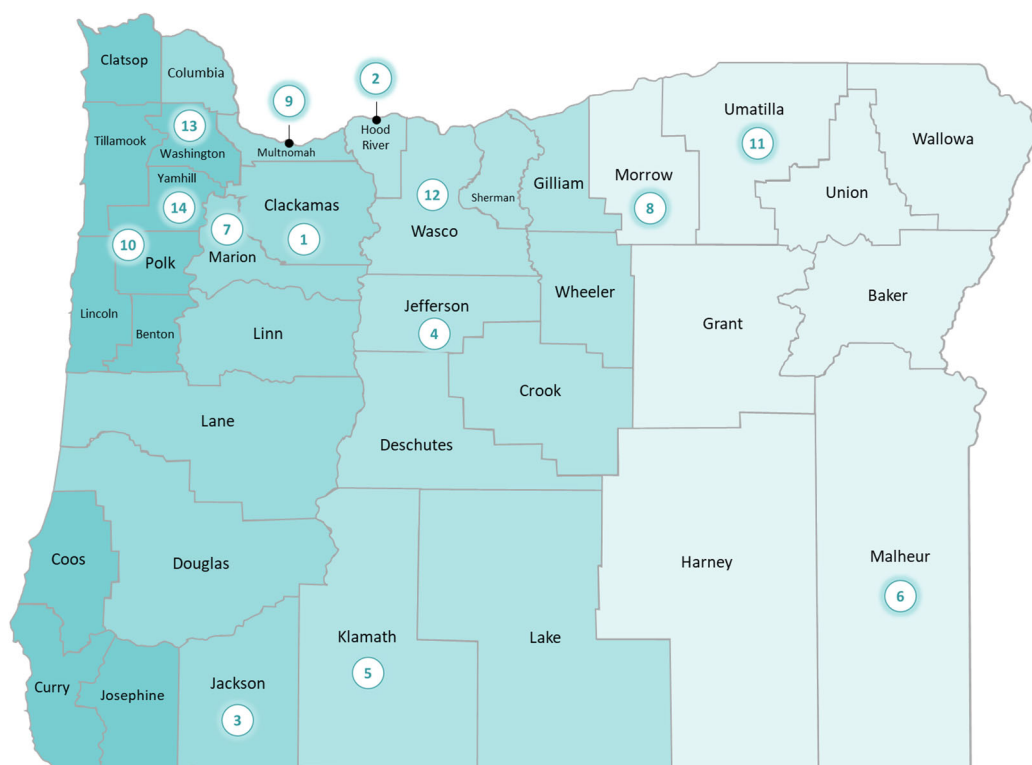 Clatsop
Columbia
2
9
Umatilla
13
Hood
River
Tillamook
11
Wallowa
Washington
Multnomah
Yamhill
Morrow
Gilliam
Union
12
Sherman
14
Clackamas
8
7
1
Wasco
10
Marion
Polk
Wheeler
Baker
Jefferson
Lincoln
Grant
Benton
Linn
4
Crook
Lane
Deschutes
Coos
Douglas
Harney
Malheur
6
Klamath
Lake
5
Jackson
Curry
Josephine
3